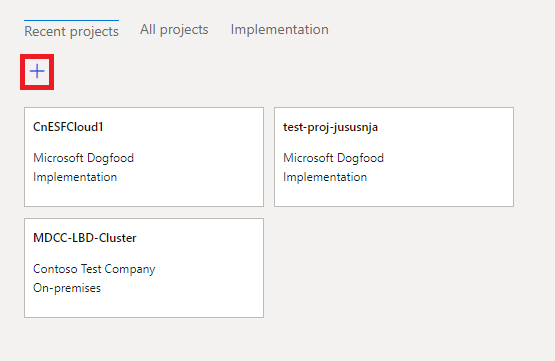 Recent projects All projects Implementation
CnESFCloud1
Microsoft Dogfood
Implementation
test-proj-jususnja
Microsoft Dogfood
Implementation
MDCC-LBD-Cluster
Contoso Test Company
On-premises